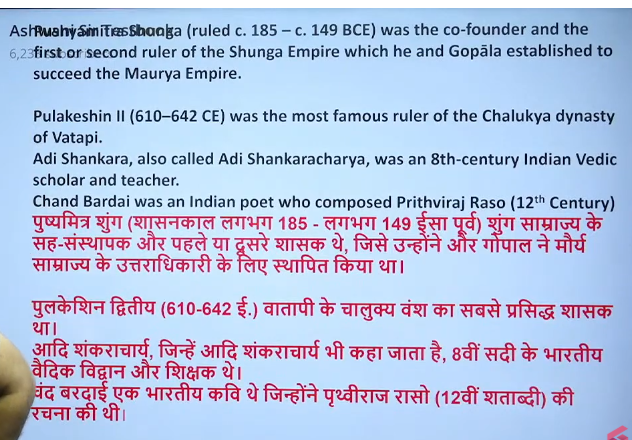 Pushyamitra Shunga (ruled c. 185 – c. 149 BCE) was the co-founder and the
first or second ruler of the Shunga Empire which he and Gopāla established to
succeed the Maurya Empire.
Pulakeshin II (610–642 CE) was the most famous ruler of the Chalukya dynasty
of Vatapi.
Adi Shankara, also called Adi Shankaracharya, was an 8th-century Indian Vedic
scholar and teacher.
Chand Bardai was an Indian poet who composed Prithviraj Raso (12th Century)
पुष्यमित्र शुंग (शासनकाल लगभग 185 - लगभग 149 ईसा पूर्व) शुंग साम्राज्य के
सह-संस्थापक और पहले या दूसरे शासक थे, जिसे उन्होंने और गोपाल ने मौर्य
साम्राज्य के उत्तराधिकारी के लिए स्थापित किया था।
पुलकेशिन द्वितीय (610-642 ई.) वातापी के चालुक्य वंश का सबसे प्रसिद्ध शासक
था।
आदि शंकराचार्य, जिन्हें आदि शंकराचार्य भी कहा जाता है, 8वीं सदी के भारतीय
वैदिक विद्वान और शिक्षक थे।
चंद बरदाई एक भारतीय कवि थे जिन्होंने पृथ्वीराज रासो (12वीं शताब्दी) की
रचना की थी।